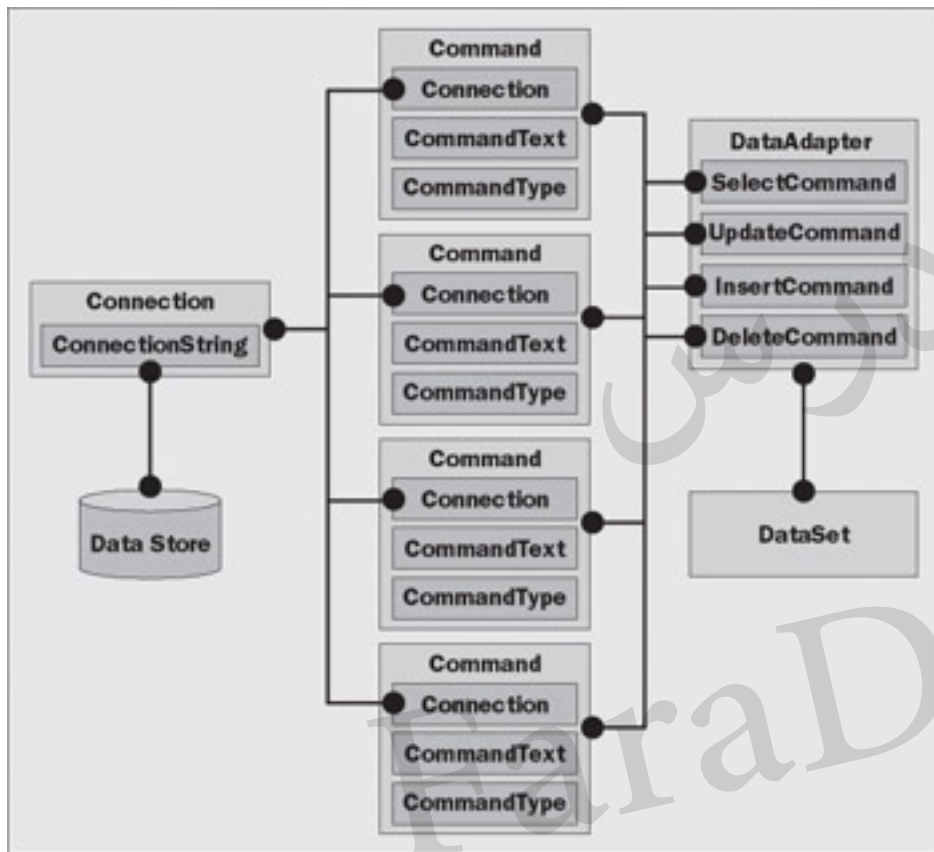 Connection
ConnectionString
Data Store
Command
Connection
CommandText
CommandType
Command
Connection
CommandText
CommandType
Command
Connection
CommandText
CommandType
Command
Connection
CommandText
CommandType
DataAdapter
SelectCommand
UpdateCommand
InsertCommand
DeleteCommand
DataSet
FaraD